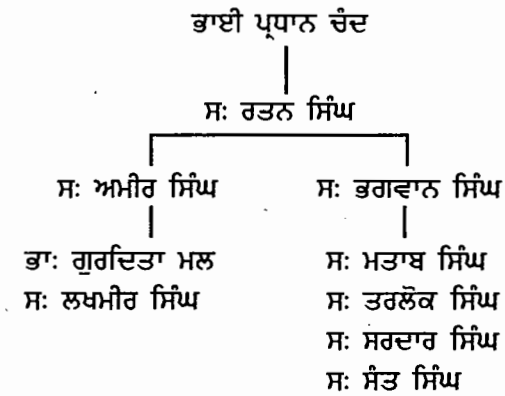 ਭਾਈ ਪ੍ਰਧਾਨ ਚੰਦ
ਸ: ਰਤਨ ਸਿੰਘ
ਸ: ਅਮੀਰ ਸਿੰਘ
ਸ: ਭਗਵਾਨ ਸਿੰਘ
ਭਾ: ਗੁਰਦਿਤਾ ਮਲ
ਸ: ਲਖਮੀਰ ਸਿੰਘ
ਸ: ਮਤਾਬ ਸਿੰਘ
ਸ: ਤਰਲੋਕ ਸਿੰਘ
ਸ: ਸਰਦਾਰ ਸਿੰਘ
ਸ: ਸੰਤ ਸਿੰਘ